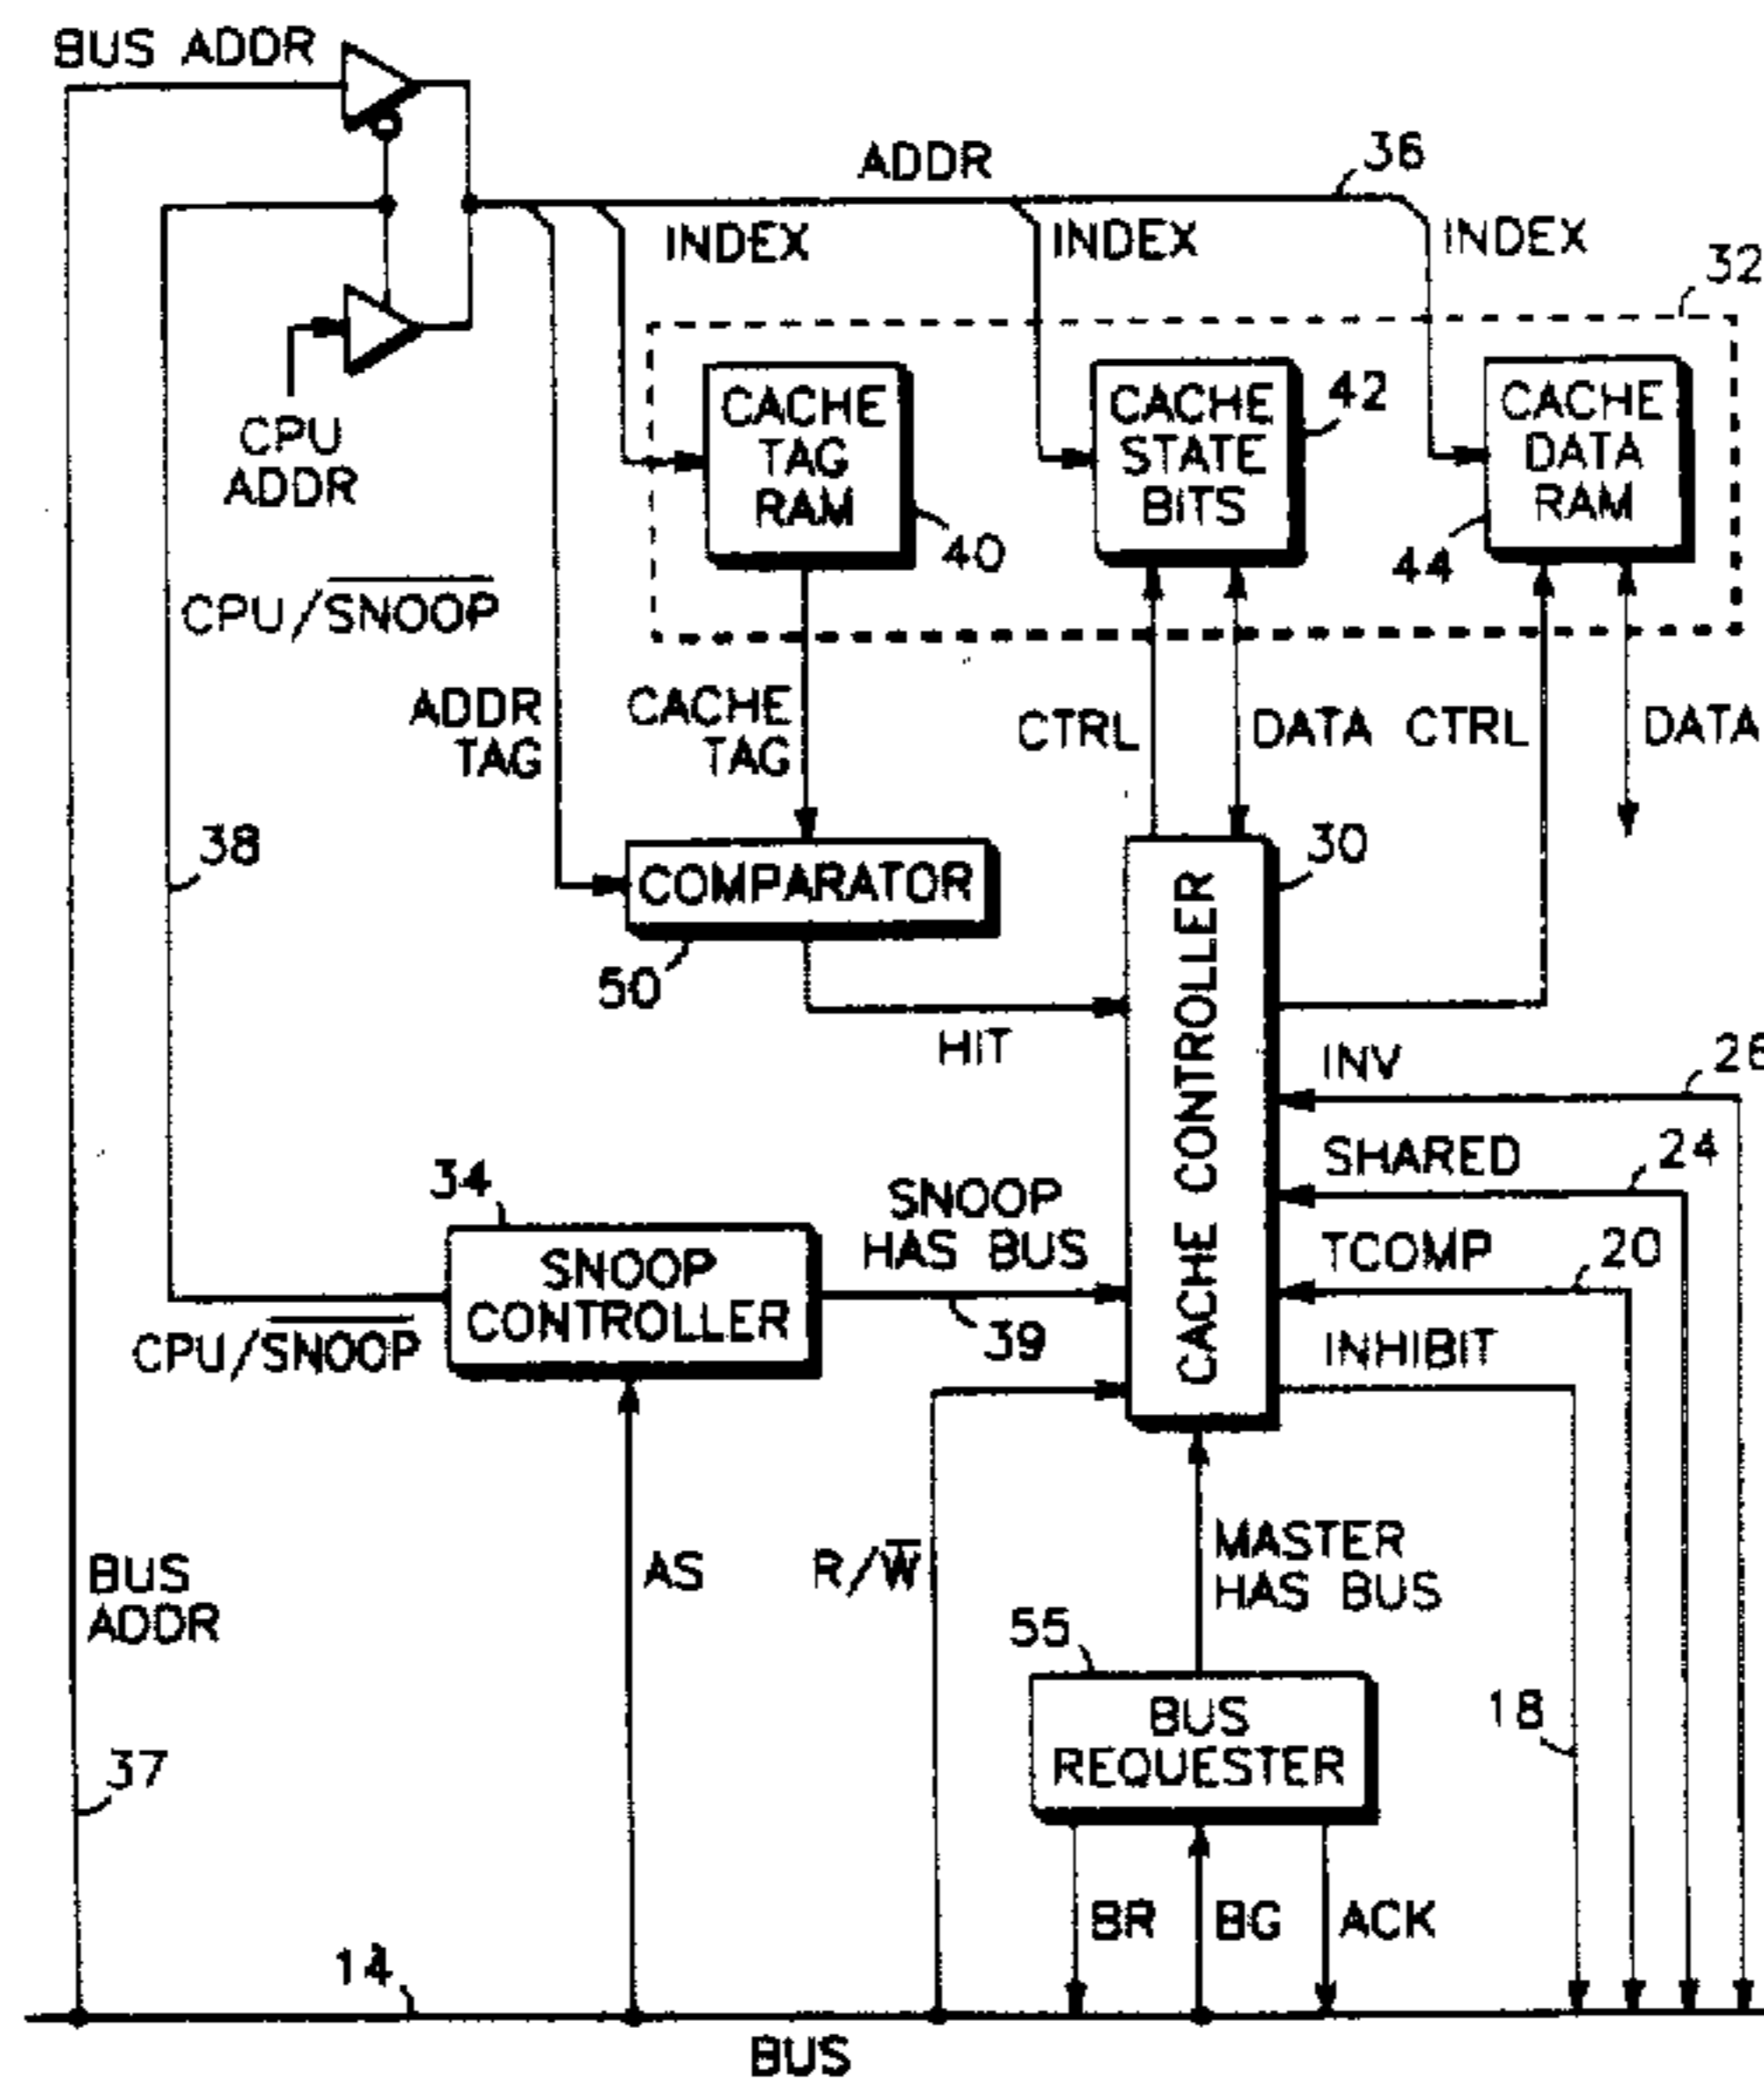 BUS ADDR
ADDR
36
INDEX
INDEX
INDEX
32
CPU
ADDR
CACHE
TAG
RAM
40
CACHE
STATE
BITS
42
CACHE
DATA
RAM
44
CPU/SNOOP
ADDR
TAG
CACHE
TAG
CTRL
DATA
CTRL
DATA
38
COMPARATOR
50
30
HIT
CACHE CONTROLLER
INV
26
SHARED
24
TCOMP
20
INHIBIT
34
SNOOP
CONTROLLER
SNOOP
HAS BUS
39
CPU/SNOOP
BUS
ADDR
AS
R/W
MASTER
HAS BUS
55
BUS
REQUESTER
18
37
BR
BG
ACK
14
BUS